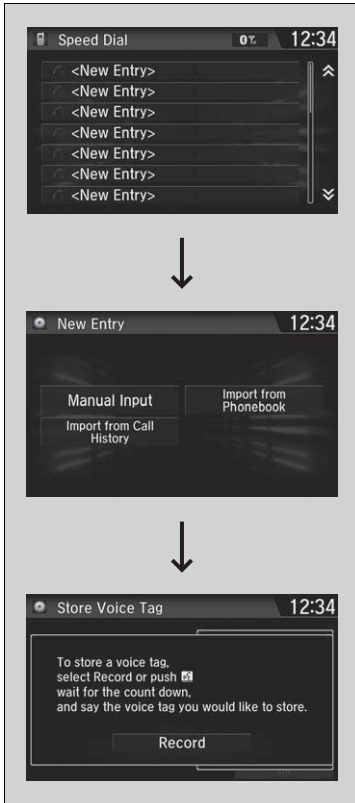 Speed Dial
12:34
<New Entry>
<New Entry>
<New Entry>
<New Entry>
<New Entry>
<New Entry>
<New Entry>
New Entry
12:34
Manual Input
Import from
Phonebook
Import from Call
History
Store Voice Tag
12:34
To store a voice tag,
select Record or push
wait for the count down,
and say the voice tag you would like to store.
Record